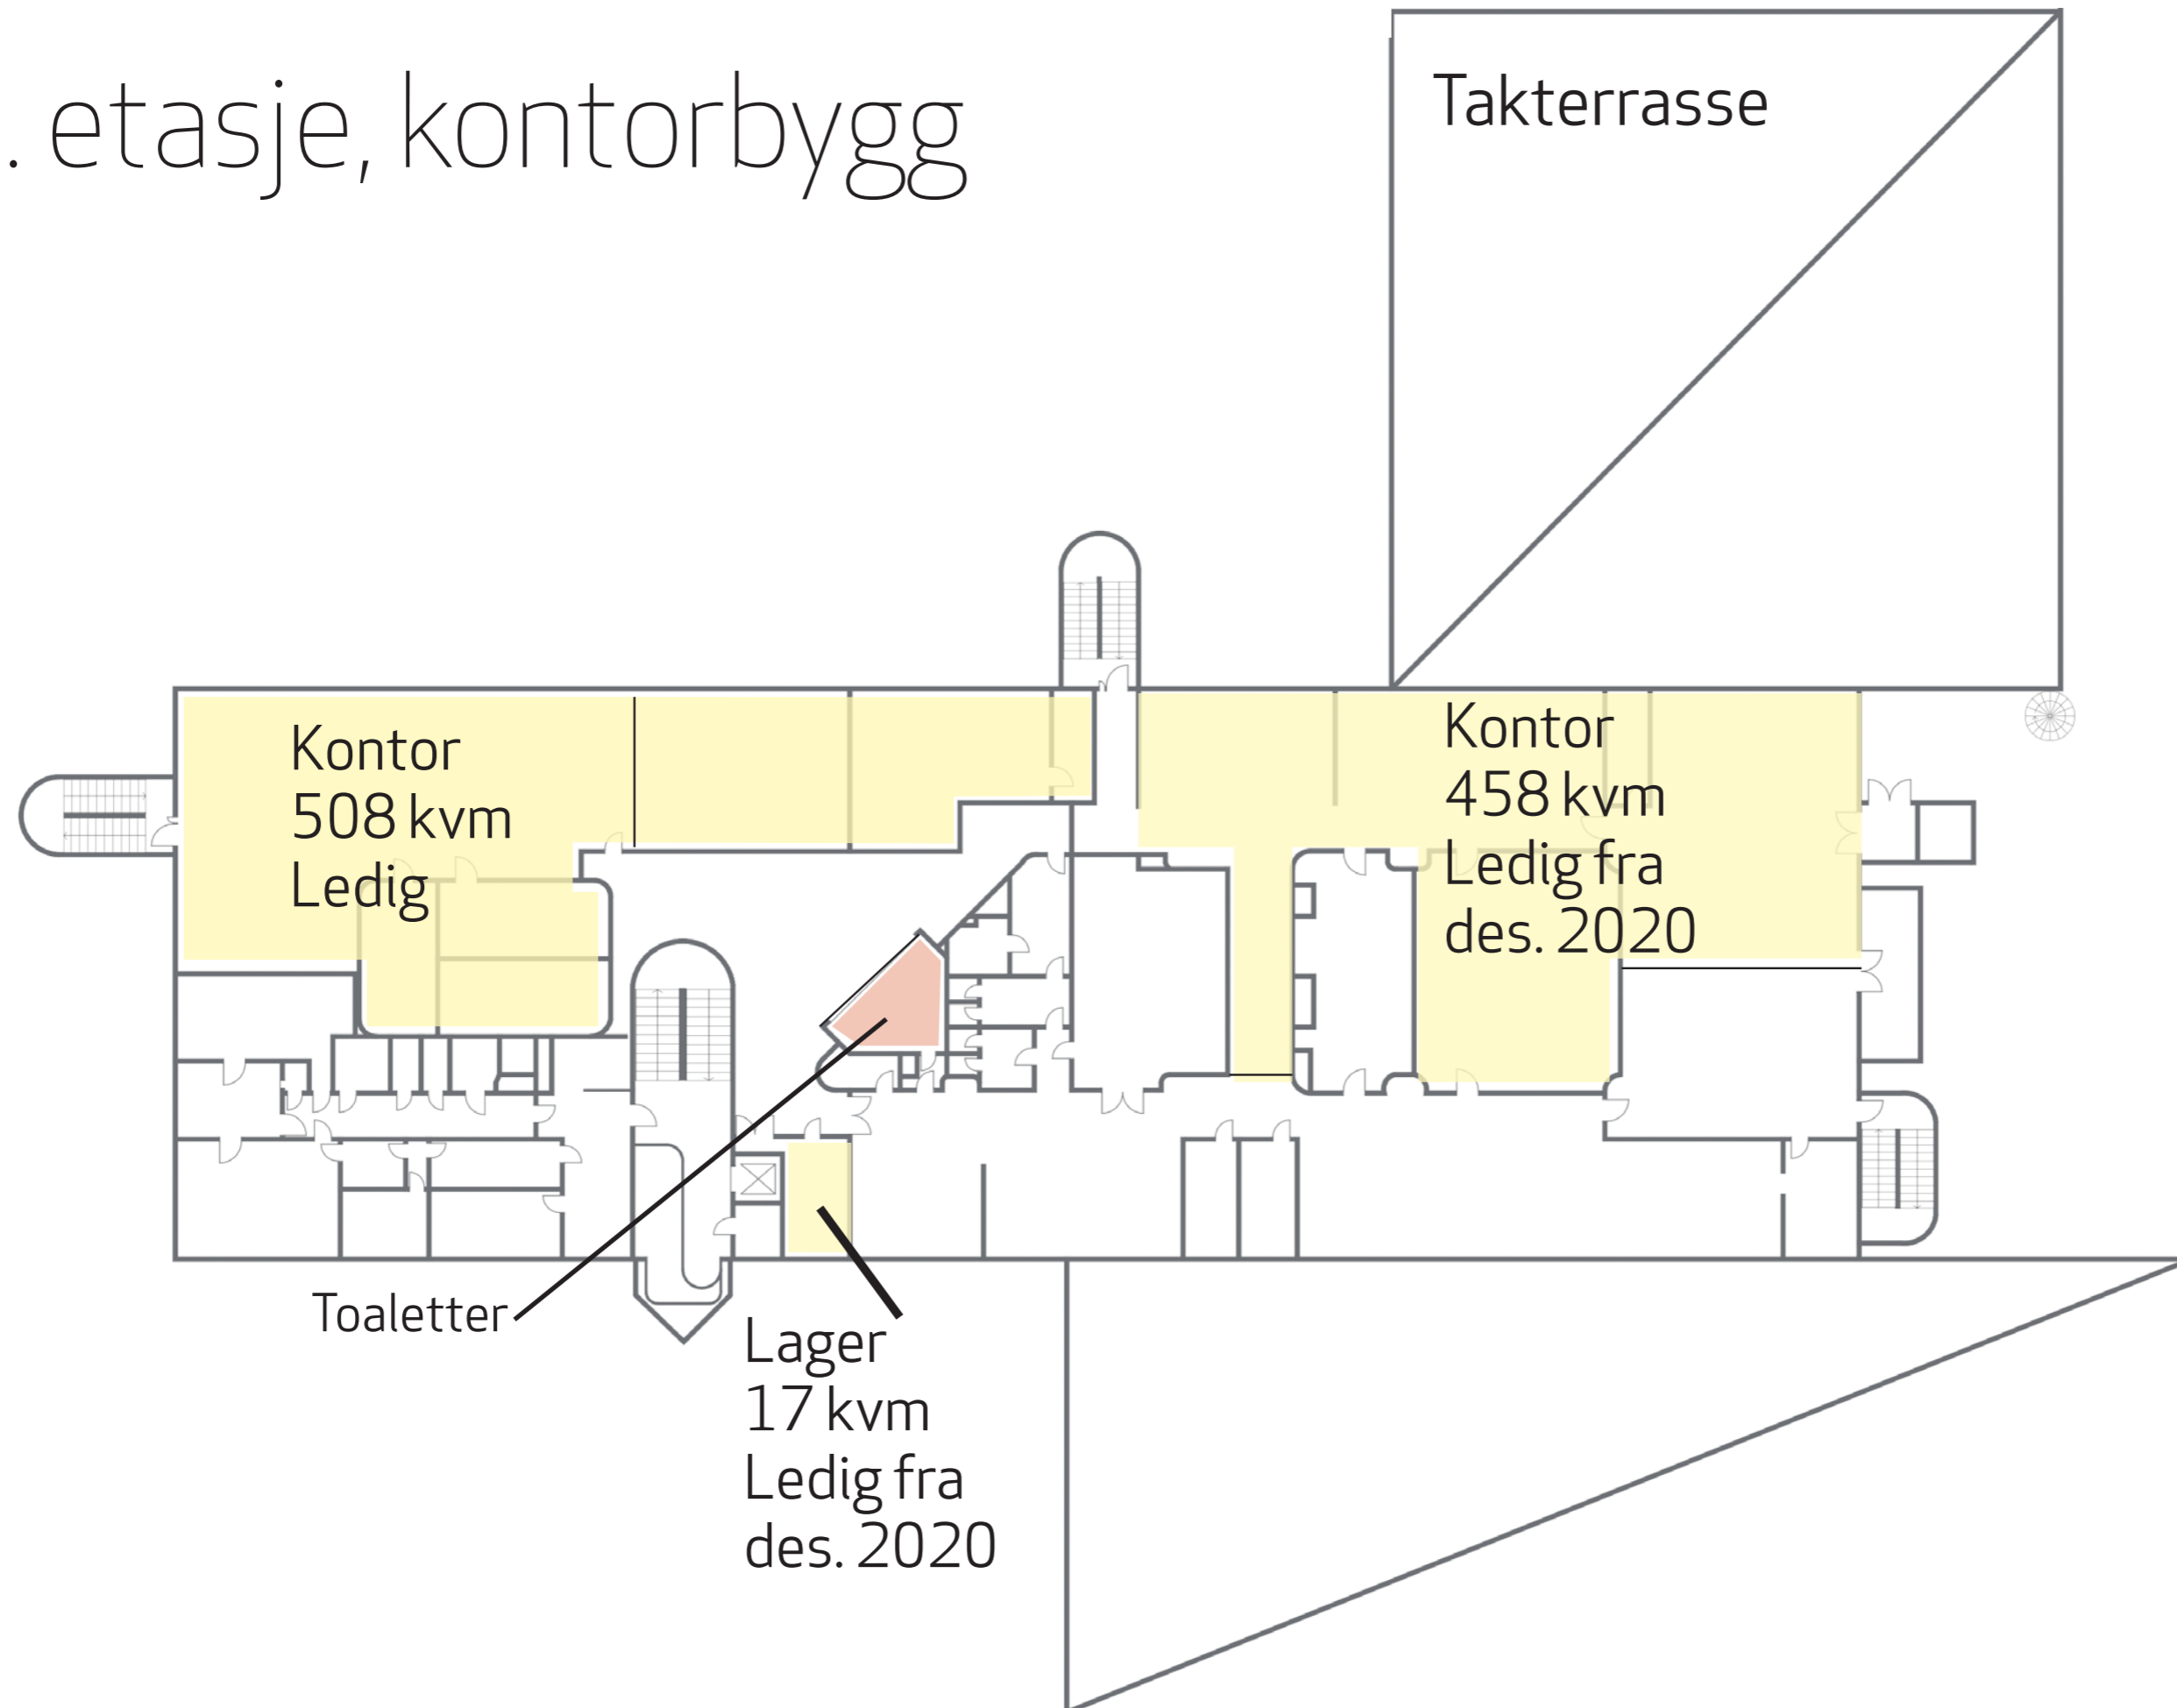 . etasje, kontorbygg
Takterrasse
Kontor
508 kvm
Ledig
Kontor
458 kvm
Ledig fra
des. 2020
Toaletter
Lager
17 kvm
Ledig fra
des. 2020